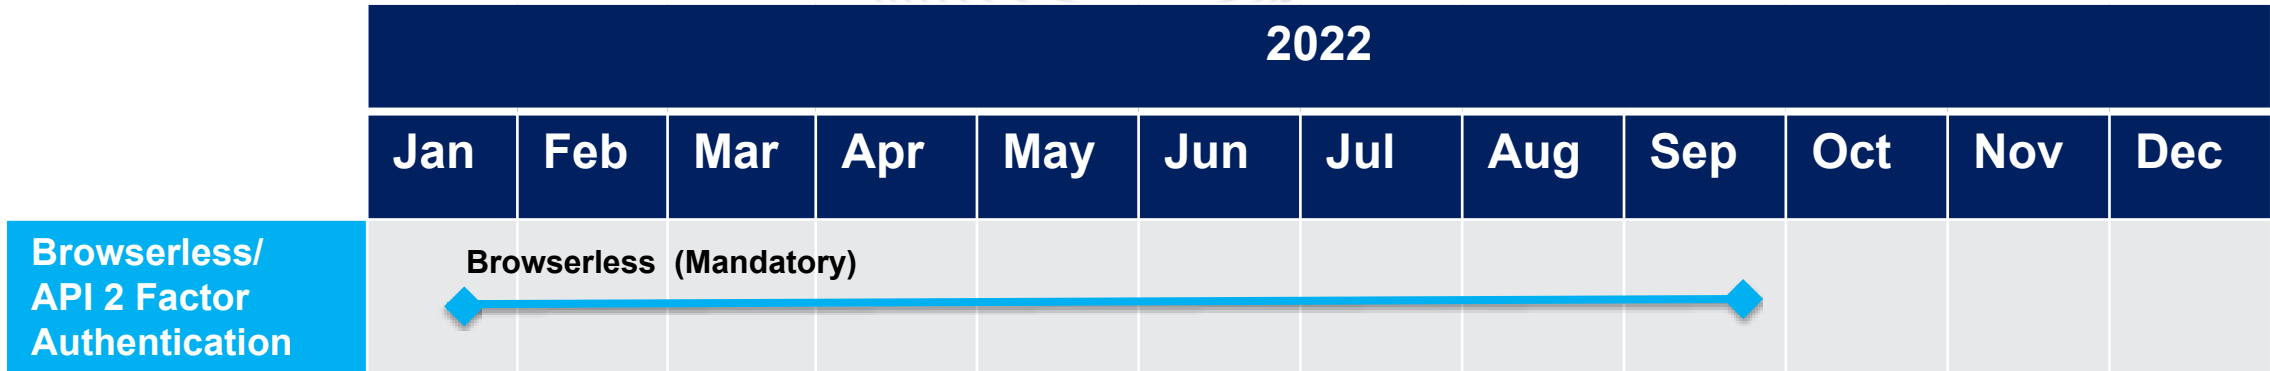 2022
Jan Feb Mar Apr May Jun Jul Aug Sep Oct Nov Dec
Browserless/
API 2 Factor
Authentication
Browserless (Mandatory)